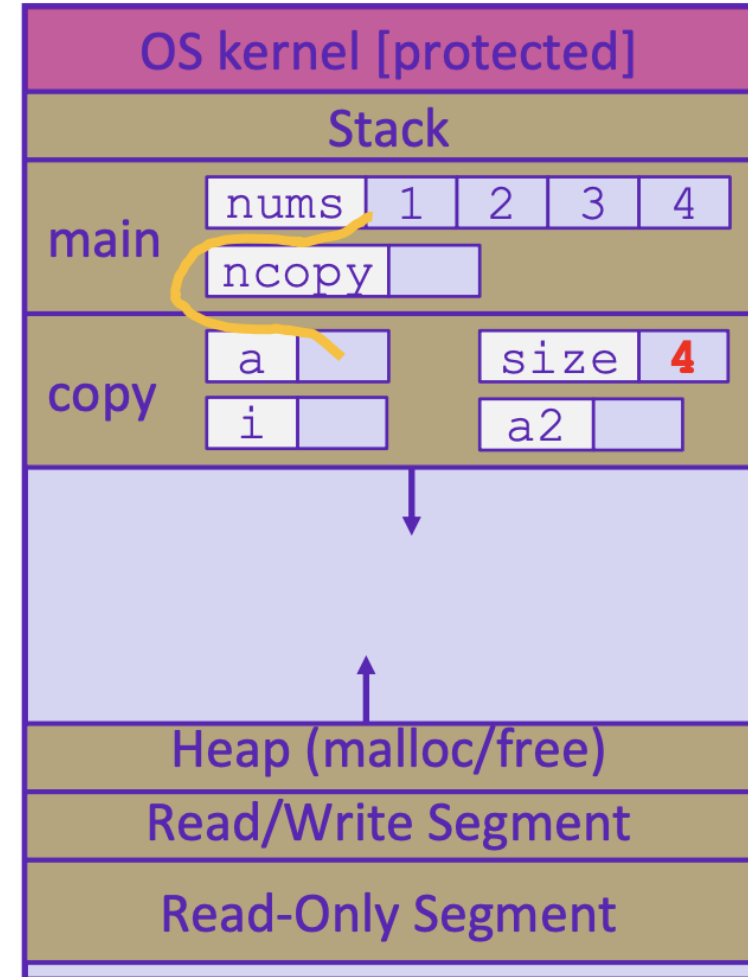 OS kernel [protected]
Stack
main
nums 1 2 3 4
ncopy
copy
a
size 4
i
a2
Heap (malloc/free)
Read/Write Segment
Read-Only Segment